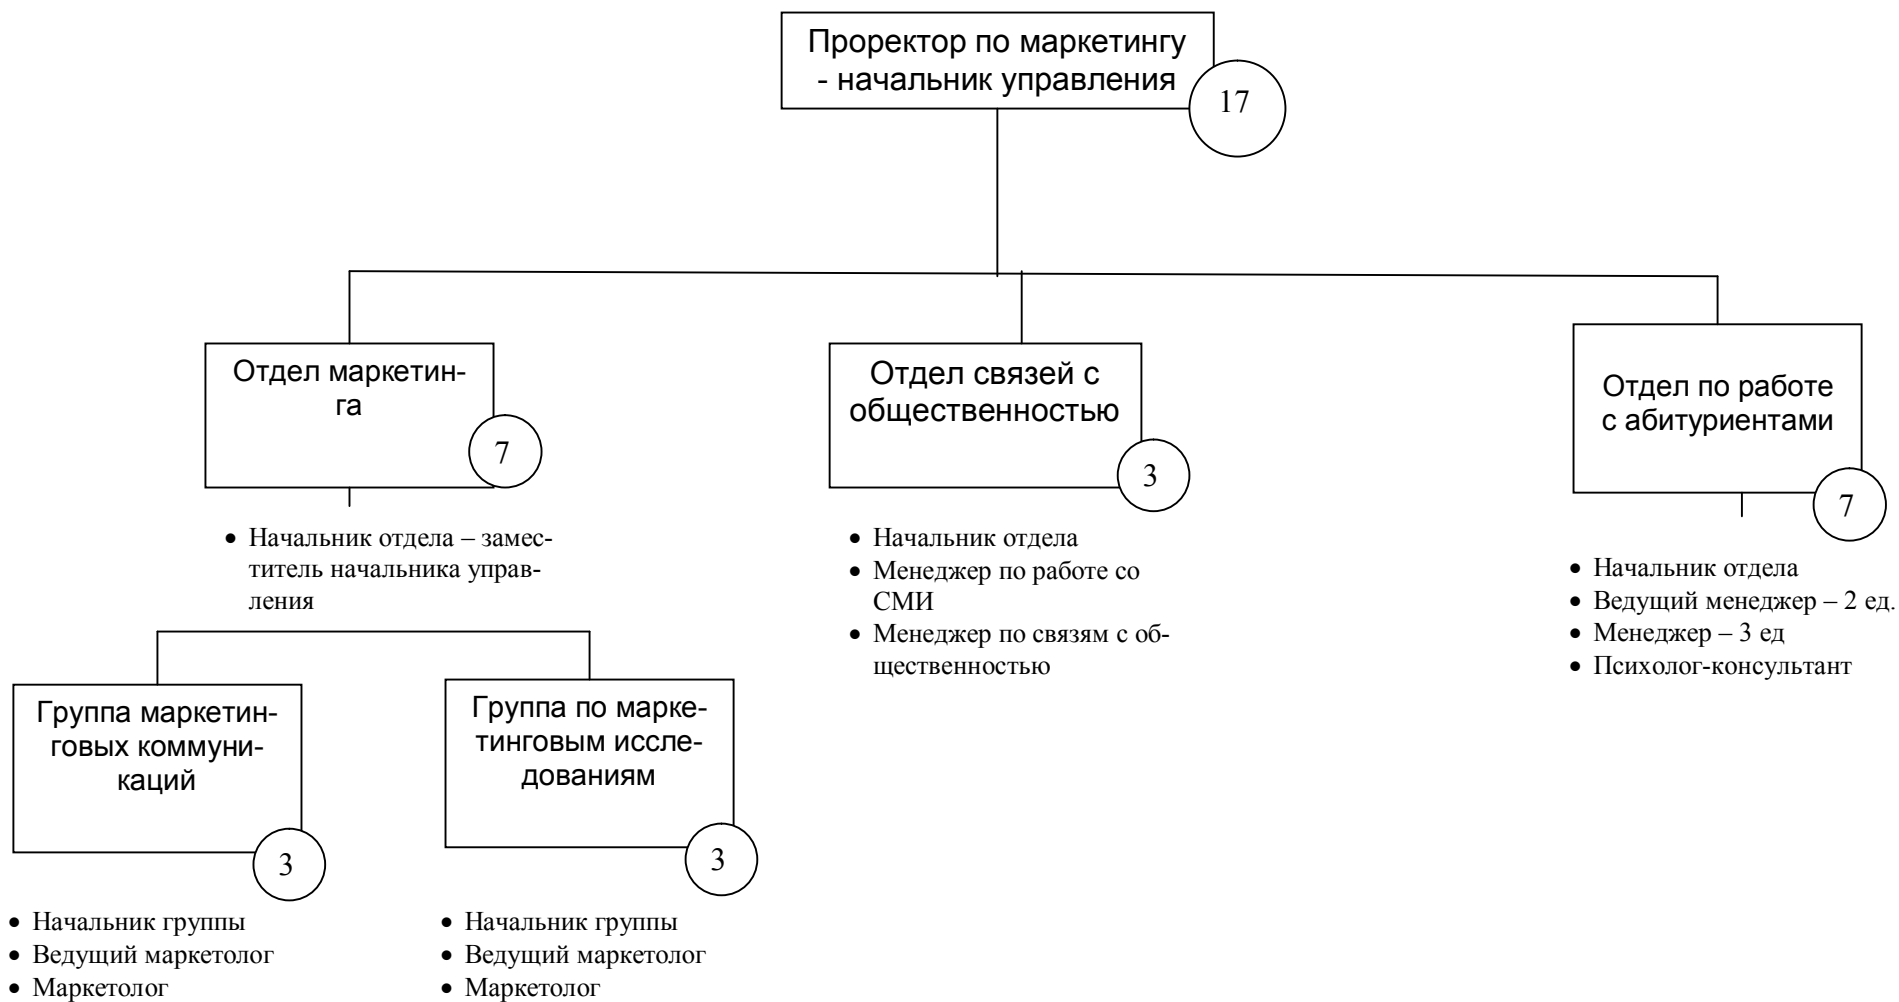 Проректор по маркетингу
- начальник управления
17
Отдел маркетин-
га
7
Отдел связей с
общественностью
3
Отдел по работе
с абитуриентами
7
• Начальник отдела – замес-
титель начальника управ-
ления
• Начальник отдела
• Менеджер по работе со
СМИ
• Менеджер по связям с об-
щественностью
• Начальник отдела
• Ведущий менеджер – 2 ед.
• Менеджер – 3 ед
• Психолог-консультант
Группа маркетин-
говых коммуни-
каций
3
Группа по марке-
тинговым иссле-
дованиям
3
• Начальник группы
• Ведущий маркетолог
• Маркетолог
• Начальник группы
• Ведущий маркетолог
• Маркетолог